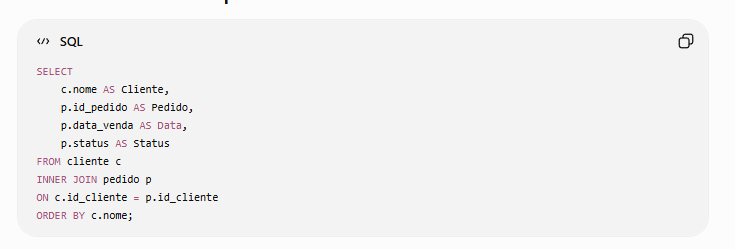 SQL
SELECT
c.nome AS Cliente,
p.id_pedido AS Pedido,
p.data_venda AS Data,
p.status AS Status
FROM cliente c
INNER JOIN pedido p
ON c.id_cliente = p.id_cliente
ORDER BY c.nome;